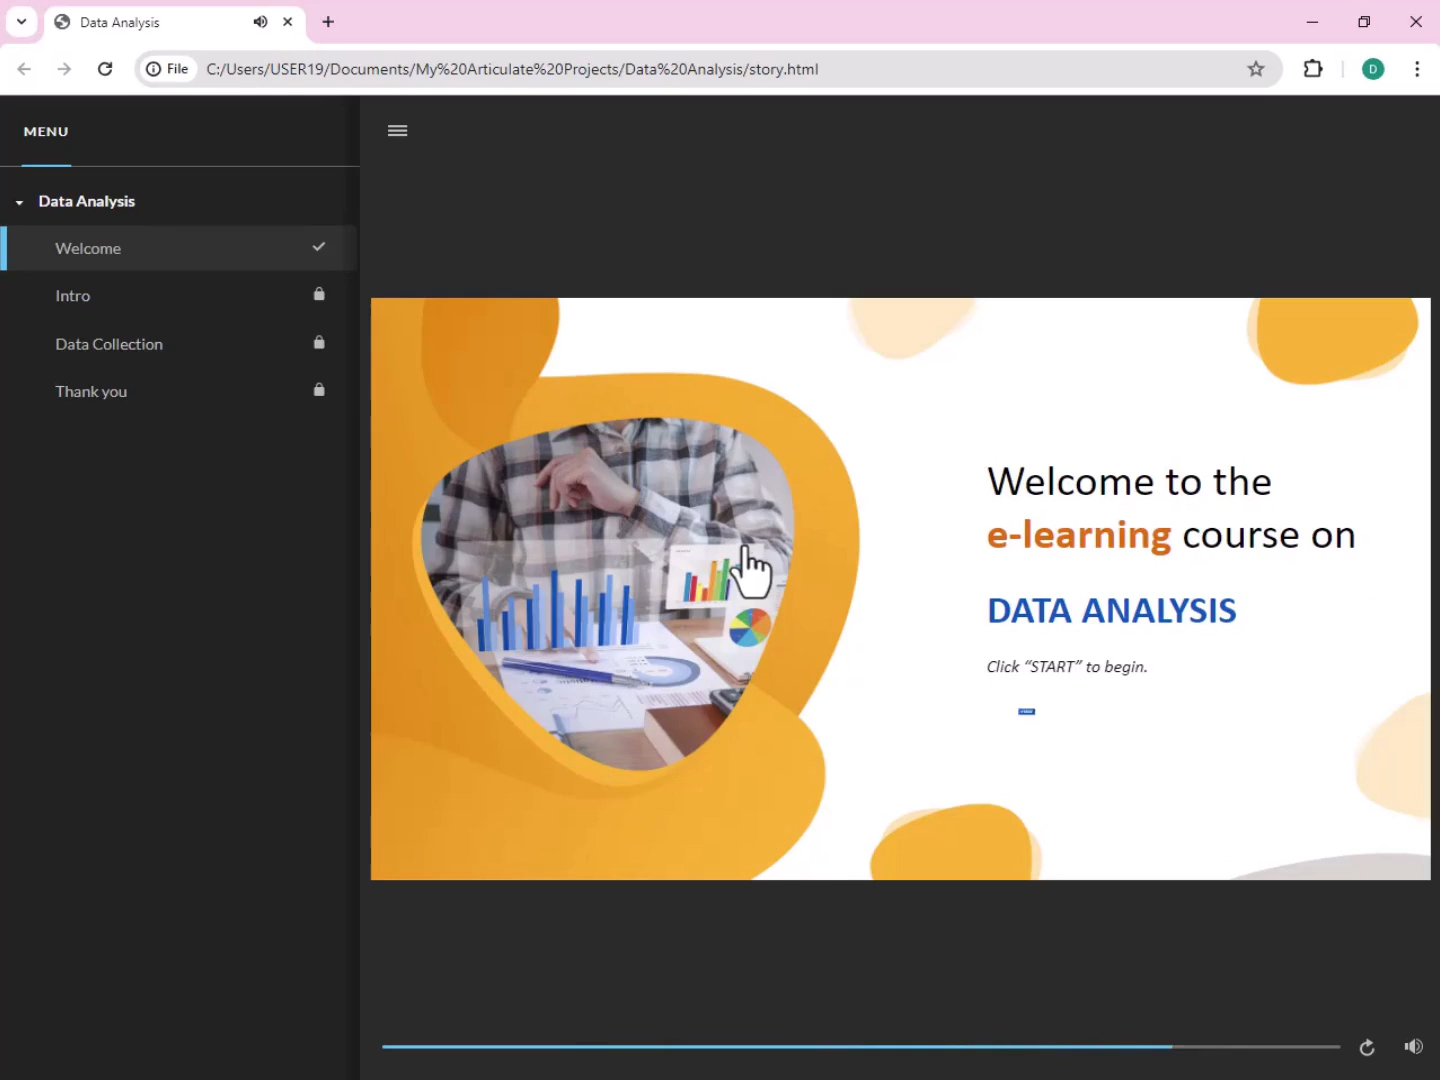 Data Analysis
File
C:/Users/USER19/Documents/My%20Articulate%20Projects/Data%20Analysis/story.html
D
MENU
Data Analysis
Welcome
Intro
Data Collection
Thank you
Welcome to the
e-learning course on
DATA ANALYSIS
Click “START” to begin.